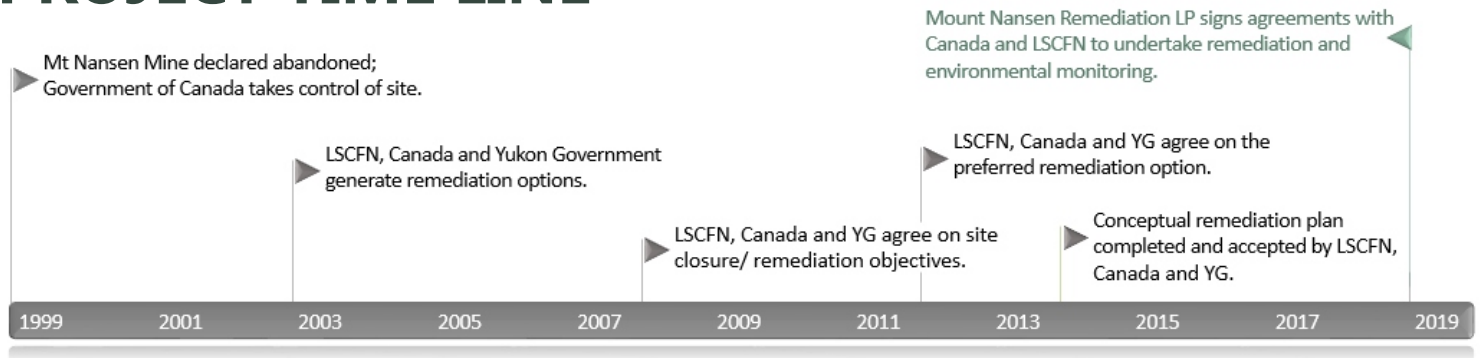 PROJECT TIME LINE
Mount Nansen Remediation LP signs agreements with
Canada and LSCFN to undertake remediation and
environmental monitoring.
Mt Nansen Mine declared abandoned;
Government of Canada takes control of site.
LSCFN, Canada and YG agree on the
preferred remediation option.
LSCFN, Canada and Yukon Government
generate remediation options.
Conceptual remediation plan
completed and accepted by LSCFN,
Canada and YG.
LSCFN, Canada and YG agree on site
closure/ remediation objectives.
1999 2001 2003 2005 2007 2009 2011 2013 2015 2017 2019